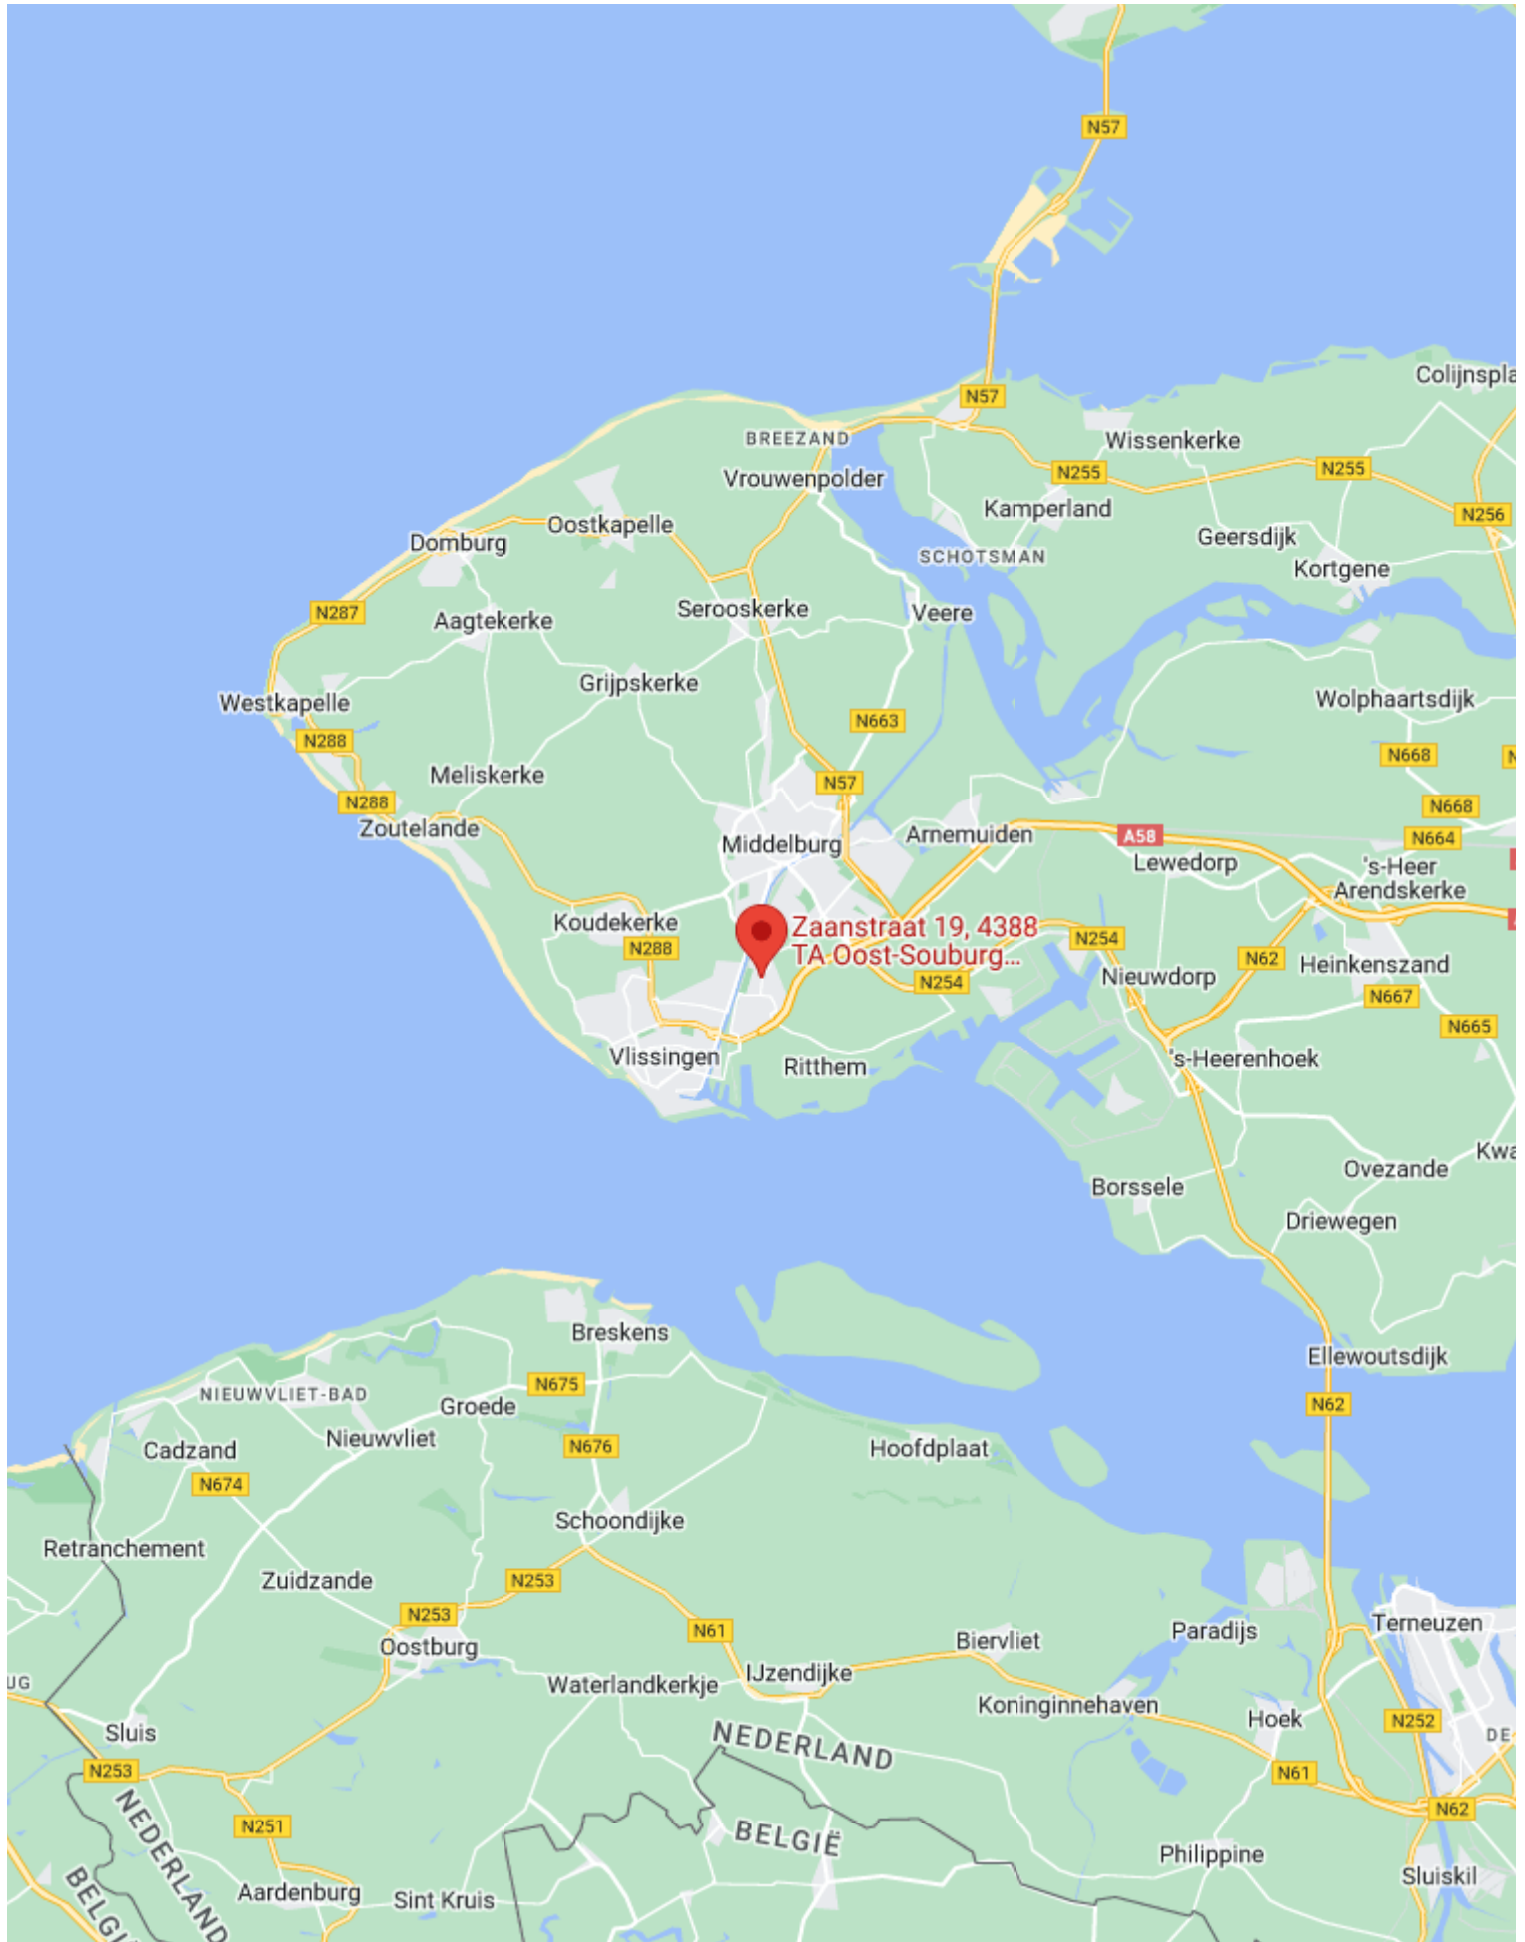 N57
N57
Colijnspla
BREEZAND
Wissenkerke
Vrouwenpolder
N255
N255
Kamperland
N256
Oostkapelle
Domburg
Geersdijk
SCHOTSMAN
Kortgene
N287
Aagtekerke
Serooskerke
Veere
Grijpskerke
Westkapelle
Wolphaartsdijk
N663
N288
N668
N
Meliskerke
N57
N288
N668
Zoutelande
Middelburg
Arnemuiden
A58
N664
Lewedorp
's-Heer
Arendskerke
Koudekerke
Zaanstraat 19, 4388
TA Oost-Souburg...
N288
N254
N62
Heinkenszand
Nieuwdorp
N254
N667
N665
Vlissingen
Ritthem
's-Heerenhoek
Kwa
Borssele
Ovezande
Driewegen
Breskens
Ellewoutsdijk
N675
NIEUWVLIET-BAD
Groede
N62
Nieuwvliet
Cadzand
N676
Hoofdplaat
N674
Schoondijke
Retranchement
Zuidzande
N253
N253
Oostburg
N61
Biervliet
Paradijs
Terneuzen
UG
IJzendijke
Waterlandkerkje
Koninginnehaven
Hoek
N252
Sluis
NEDERLAND
DE
N253
N61
N62
NEDERLAND
N251
BELGIË
Philippine
Sluiskil
Aardenburg
Sint Kruis
BELGI